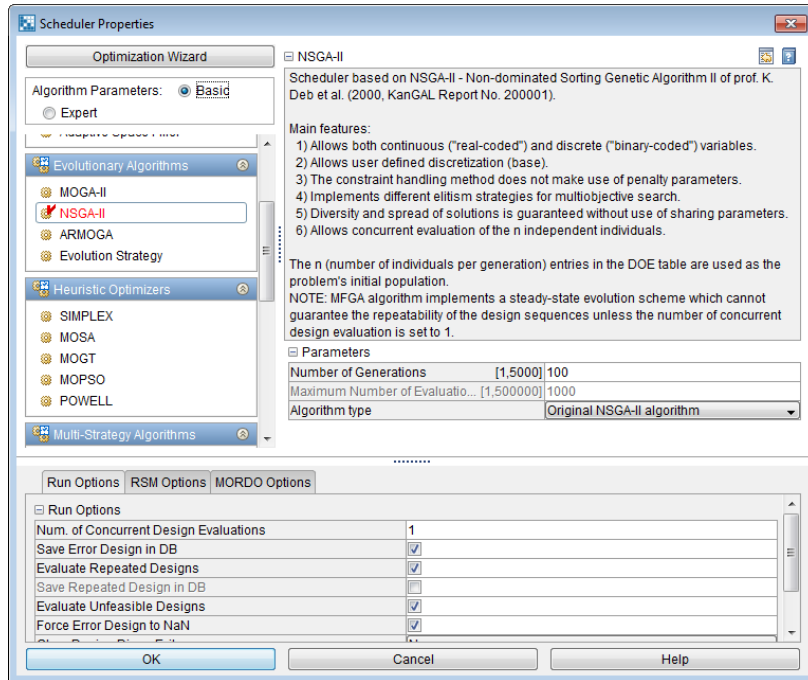 Scheduler Properties
Optimization Wizard
Algorithm Parameters: Basic
Expert
Evolutionary Algorithms
MOGA-II
NSGA-II
ARMOGA
Evolution Strategy
Heuristic Optimizers
SIMPLEX
MOSA
MOGT
MOPSO
POWELL
Multi-Strategy Algorithms
NSGA-II
Scheduler based on NSGA-II - Non-dominated Sorting Genetic Algorithm II of prof. K.
Deb et al. (2000, KanGAL Report No. 200001).
Main features:
1) Allows both continuous ("real-coded") and discrete ("binary-coded") variables.
2) Allows user defined discretization (base).
3) The constraint handling method does not make use of penalty parameters.
4) Implements different elitism strategies for multiobjective search.
5) Diversity and spread of solutions is guaranteed without use of sharing parameters.
6) Allows concurrent evaluation of the n independent individuals.
The n (number of individuals per generation) entries in the DOE table are used as the
problem's initial population.
NOTE: MFGA algorithm implements a steady-state evolution scheme which cannot
guarantee the repeatability of the design sequences unless the number of concurrent
design evaluation is set to 1.
Parameters
Number of Generations [1,5000] 100
Maximum Number of Evaluatio... [1,500000] 1000
Algorithm type Original NSGA-II algorithm
Run Options RSM Options MORDO Options
Run Options
Num. of Concurrent Design Evaluations 1
Save Error Design in DB
Evaluate Repeated Designs
Save Repeated Design in DB
Evaluate Unfeasible Designs
Force Error Design to NaN
OK Cancel Help